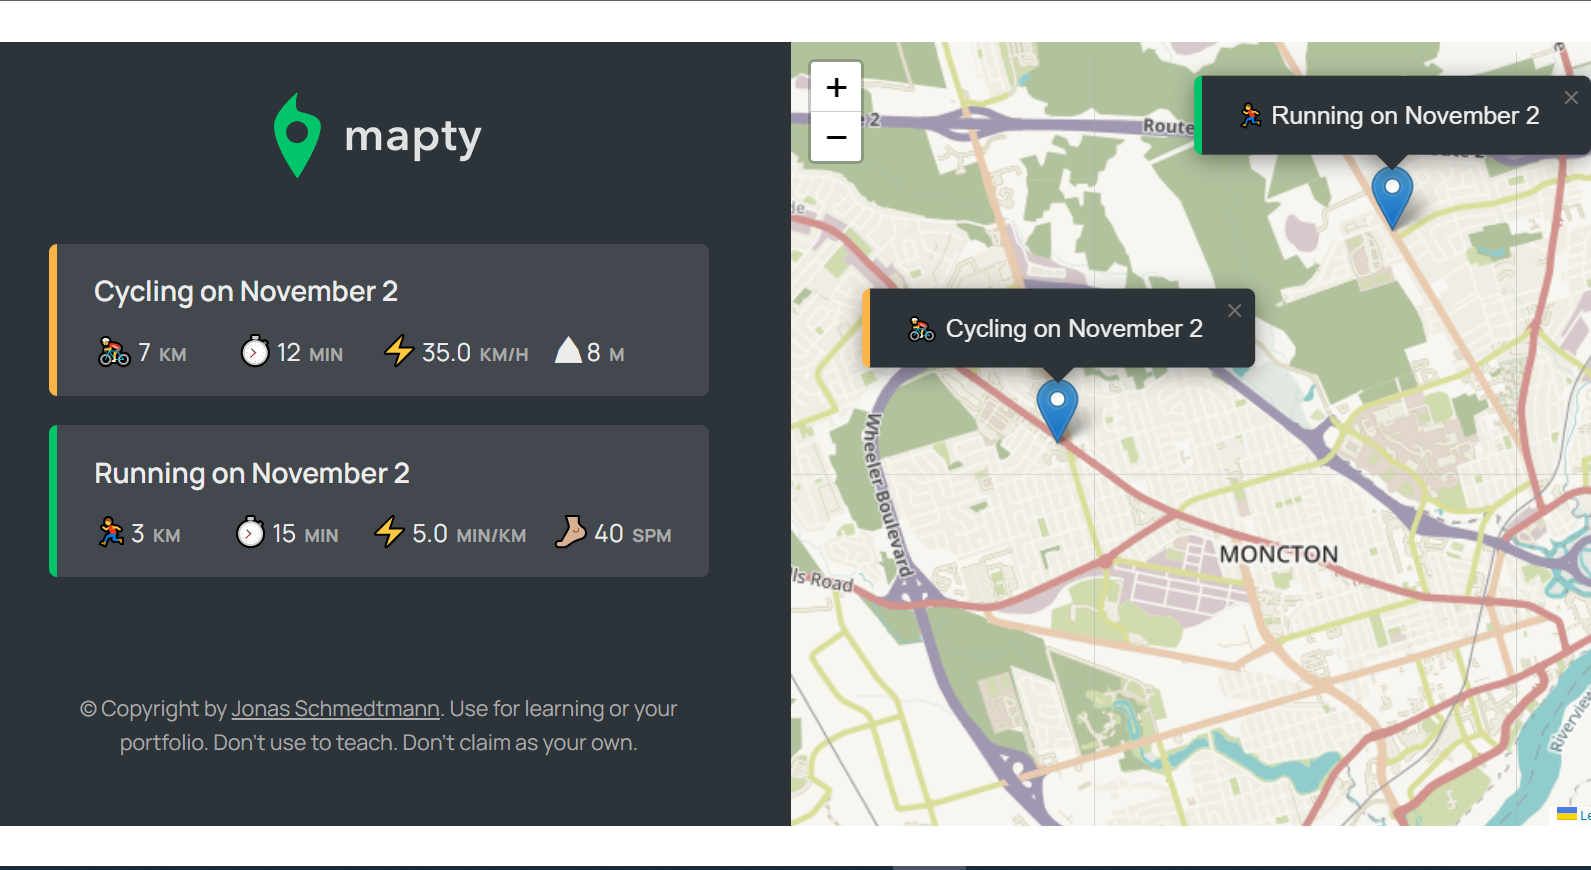 mapty
Cycling on November 2
7 KM
12 MIN
35.0 KM/H
8 M
Running on November 2
3 KM
15 MIN
5.0 MIN/KM
40 SPM
© Copyright by Jonas Schmedtmann. Use for learning or your
portfolio. Don't use to teach. Don't claim as your own.
+
−
2
Route
Running on November 2
×
Cycling on November 2
×
Wheeler Boulevard
MONCTON
lls Road
Riverview
Le